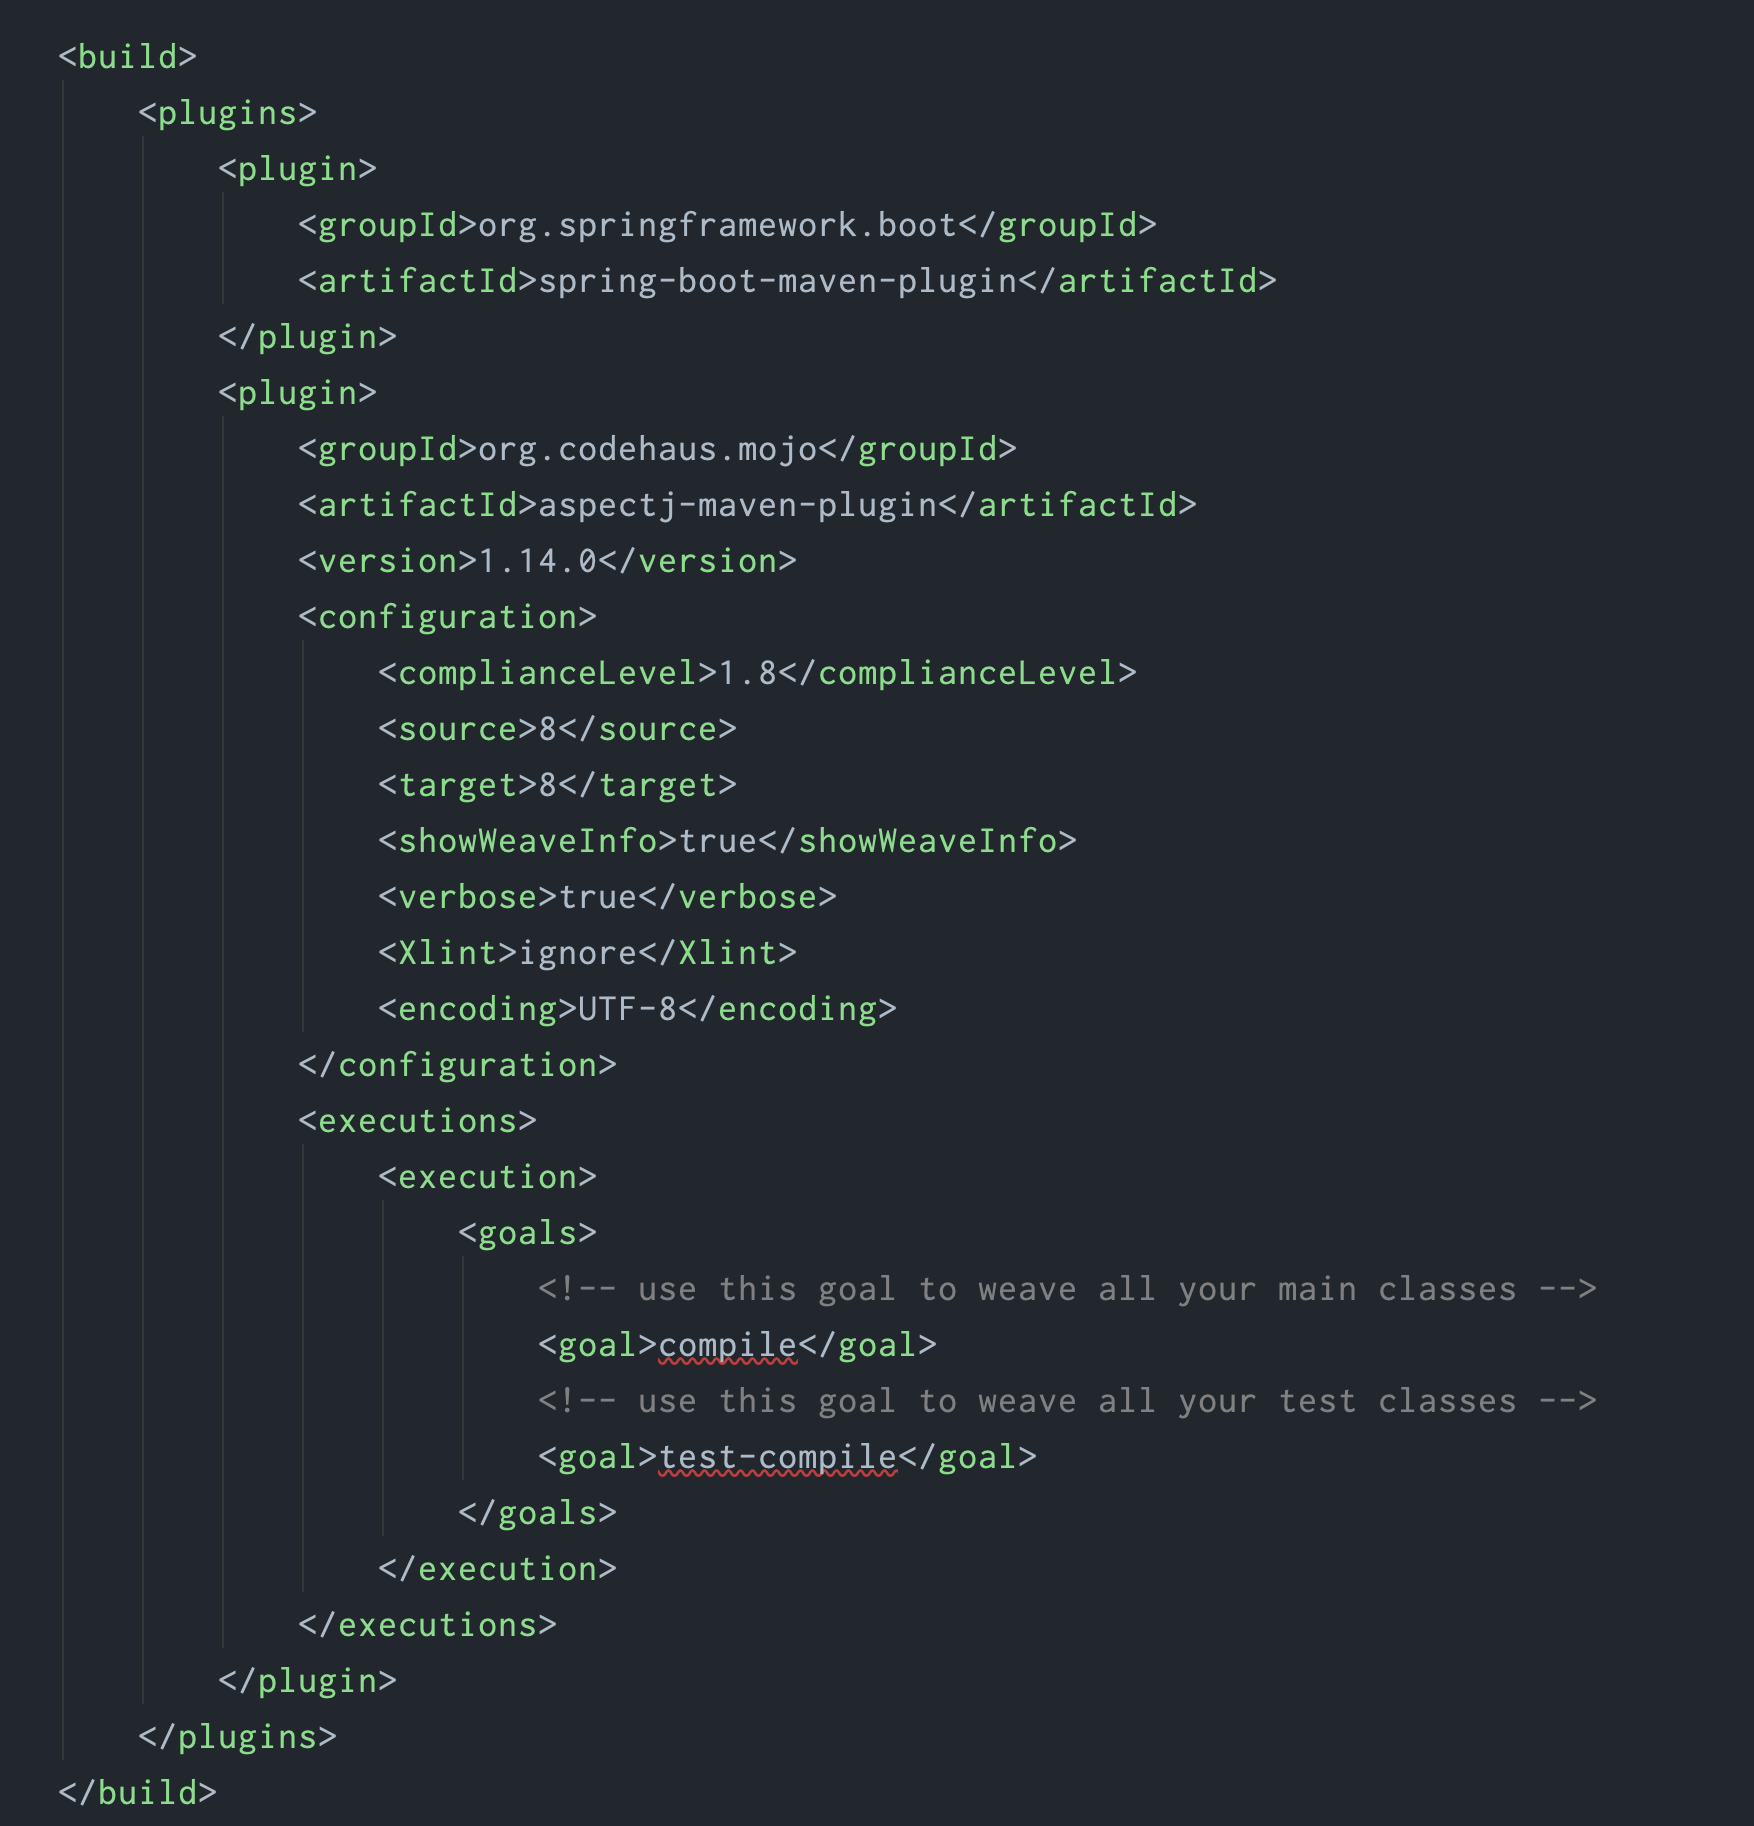 <build>
<plugins>
<plugin>
<groupId>org.springframework.boot</groupId>
<artifactId>spring-boot-maven-plugin</artifactId>
</plugin>
<plugin>
<groupId>org.codehaus.mojo</groupId>
<artifactId>aspectj-maven-plugin</artifactId>
<version>1.14.0</version>
<configuration>
<complianceLevel>1.8</complianceLevel>
<source>8</source>
<target>8</target>
<showWeaveInfo>true</showWeaveInfo>
<verbose>true</verbose>
<Xlint>ignore</Xlint>
<encoding>UTF-8</encoding>
</configuration>
<executions>
<execution>
<goals>
<!-- use this goal to weave all your main classes -->
<goal>compile</goal>
<!-- use this goal to weave all your test classes -->
<goal>test-compile</goal>
</goals>
</execution>
</executions>
</plugin>
</plugins>
</build>